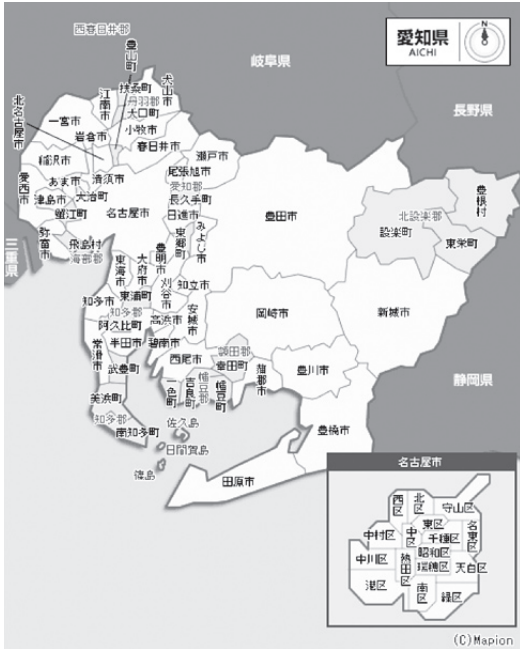 愛知県
AICHI
N
岐阜県
長野県
静岡県
三重県
西春日井郡
豊山町
北名古屋市
江南市
扶桑町
犬山市
丹羽郡
大口町
一宮市
岩倉市
小牧市
春日井市
稲沢市
清須市
瀬戸市
尾張旭市
愛西市
あま市
津島市
大治町
蟹江町
名古屋市
愛知郡
長久手町
日進市
東郷町
みよし市
豊田市
弥富市
飛島村
海部郡
東海市
大府市
豊明市
刈谷市
知立市
安城市
知多市
東浦町
知多郡
阿久比町
高浜市
半田市
碧南市
常滑市
武豊町
美浜町
知多郡
南知多町
西尾市
一色町
吉良町
幡豆郡
幡豆町
額田郡
幸田町
岡崎市
蒲郡市
豊川市
豊橋市
田原市
新城市
北設楽郡
設楽町
東栄町
豊根村
佐久島
日間賀島
篠島
名古屋市
西区
北区
守山区
中村区
中区
東区
千種区
名東区
昭和区
中川区
熱田区
瑞穂区
天白区
港区
南区
緑区
(C)Mapion